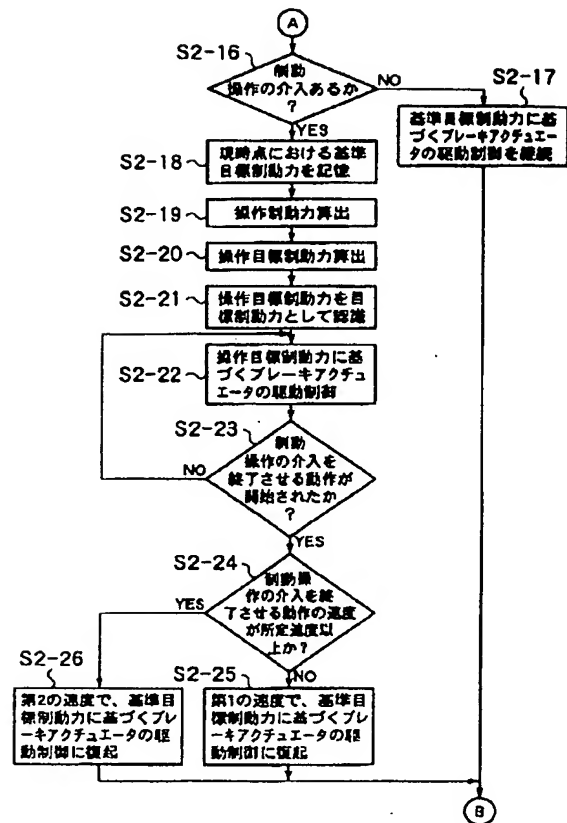 A
S2-16
制動
操作の介入あるか
?
NO
S2-17
YES
基準目標制動力に基
づくブレーキアクチュエー
タの駆動制御を継続
S2-18
現時点における基準
目標制動力を記憶
S2-19
操作制動力算出
S2-20
操作目標制動力算出
S2-21
操作目標制動力を目
標制動力として認識
S2-22
操作目標制動力に基
づくブレーキアクチュ
エータの駆動制御
S2-23
制動
操作の介入を
終了させる動作が
開始されたか
?
NO
YES
S2-24
制動操
作の介入を終
了させる動作の速度
が所定速度以
上か?
YES
NO
S2-26
S2-25
第2の速度で、基準目
標制動力に基づくブレ
ーキアクチュエータの駆
動制御に復起
第1の速度で、基準目
標制動力に基づくブレ
ーキアクチュエータの駆
動制御に復起
B